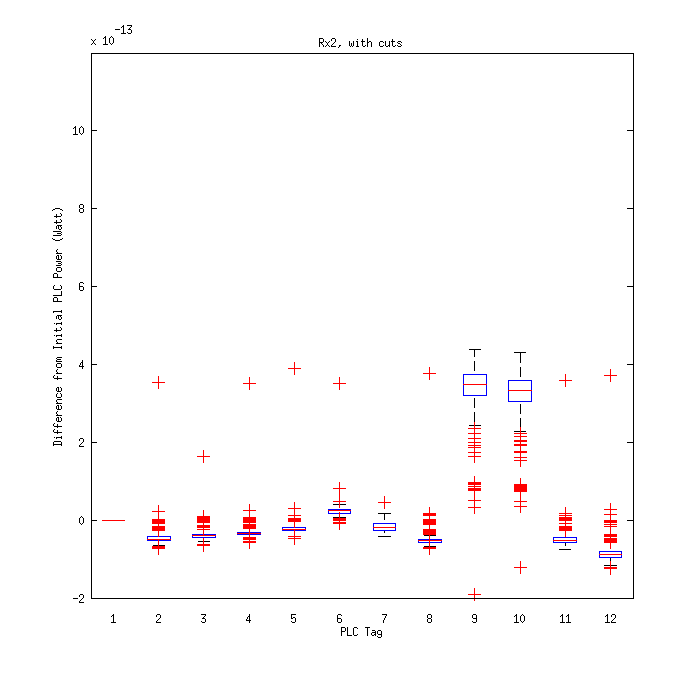 x 10^-13
Rx2, with cuts
Difference from Initial PLC Power (Watt)
10
8
6
4
2
0
-2
1 2 3 4 5 6 7 8 9 10 11 12
PLC Tag